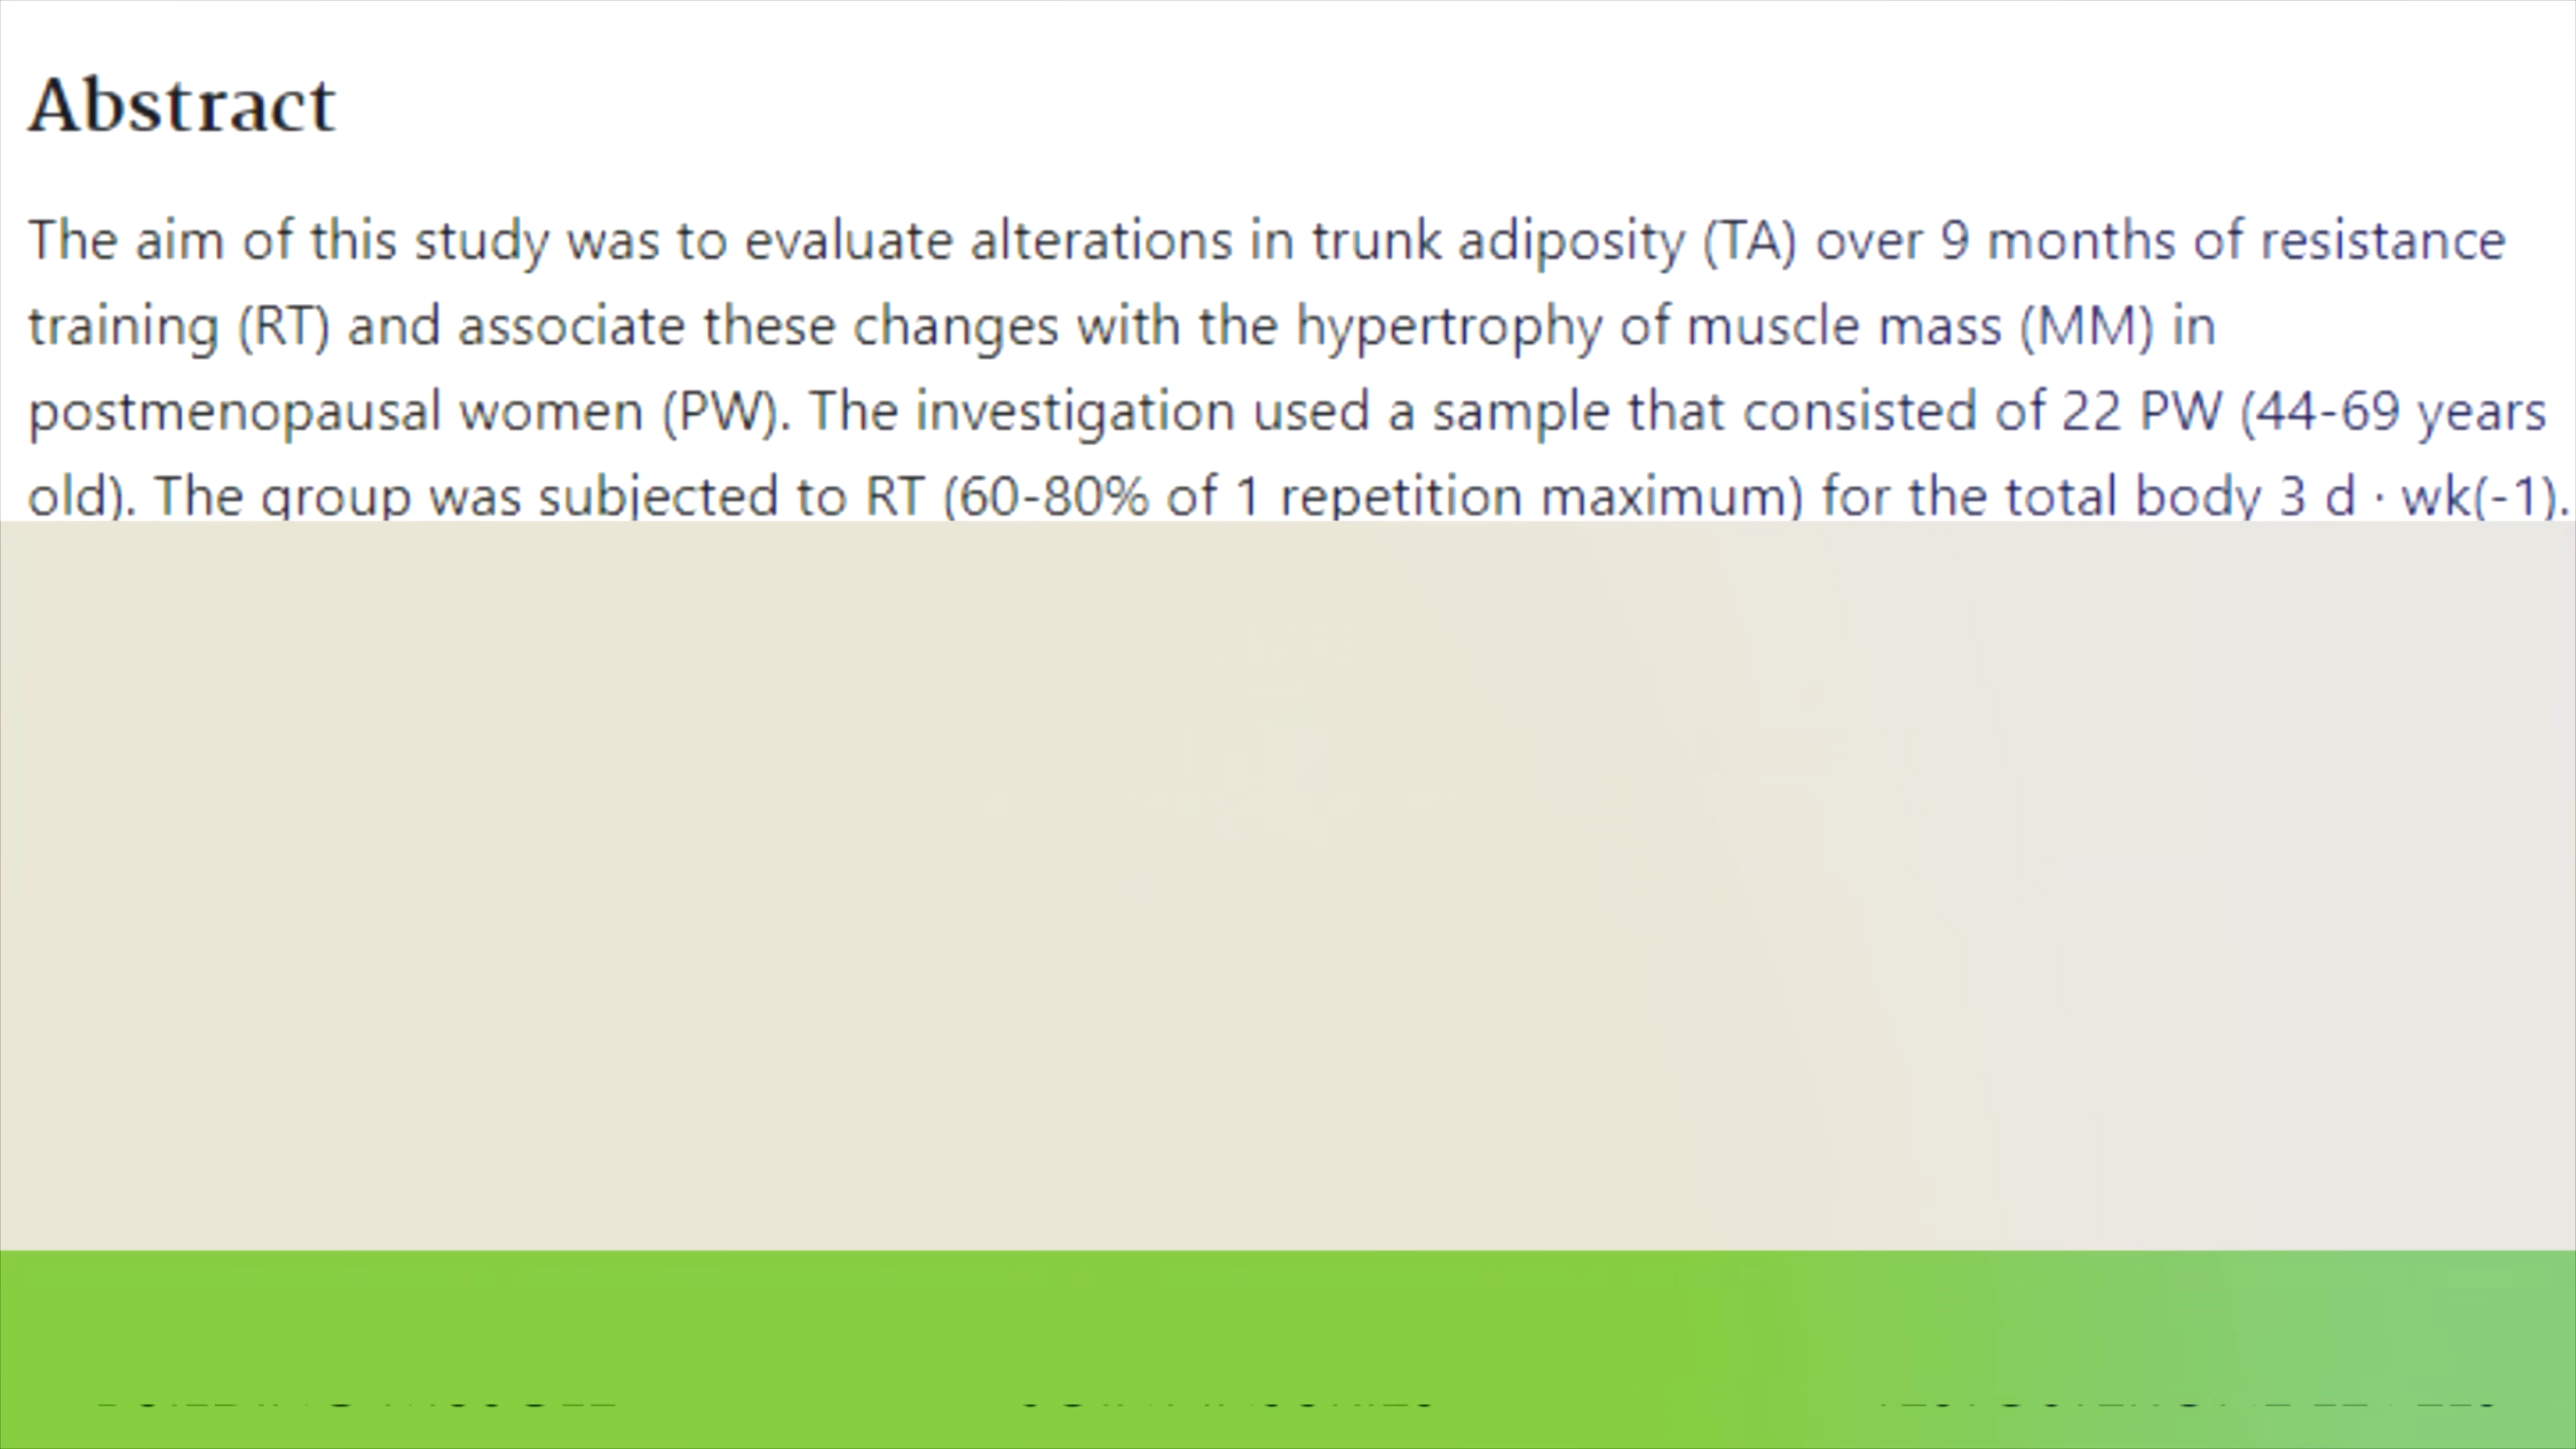 Abstract
The aim of this study was to evaluate alterations in trunk adiposity (TA) over 9 months of resistance
training (RT) and associate these changes with the hypertrophy of muscle mass (MM) in
postmenopausal women (PW). The investigation used a sample that consisted of 22 PW (44-69 years
old). The group was subjected to RT (60-80% of 1 repetition maximum) for the total body 3 d · wk(-1).